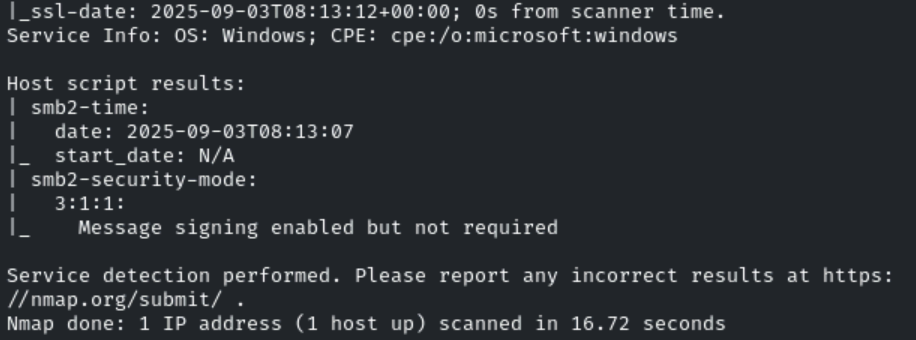 |_ssl-date: 2025-09-03T08:13:12+00:00; 0s from scanner time.
Service Info: OS: Windows; CPE: cpe:/o:microsoft:windows

Host script results:
| smb2-time:
|   date: 2025-09-03T08:13:07
|_  start_date: N/A
| smb2-security-mode:
|   3:1:1:
|_    Message signing enabled but not required

Service detection performed. Please report any incorrect results at https:
//nmap.org/submit/ .
Nmap done: 1 IP address (1 host up) scanned in 16.72 seconds